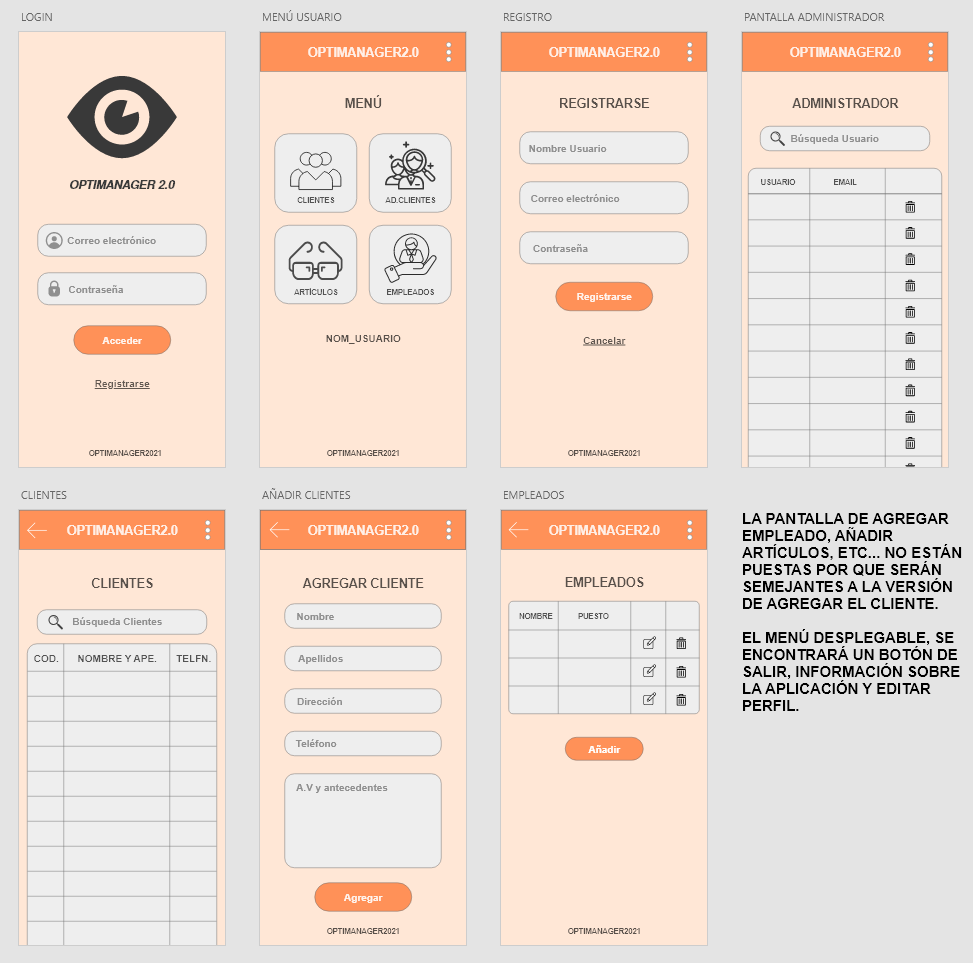 LOGIN
OPTIMANAGER 2.0
Correo electrónico
Contraseña
Acceder
Registrarse
OPTIMANAGER2021
MENÚ USUARIO
OPTIMANAGER2.0
MENÚ
CLIENTES
AD.CLIENTES
ARTÍCULOS
EMPLEADOS
NOM_USUARIO
OPTIMANAGER2021
REGISTRO
OPTIMANAGER2.0
REGISTRARSE
Nombre Usuario
Correo electrónico
Contraseña
Registrarse
Cancelar
OPTIMANAGER2021
PANTALLA ADMINISTRADOR
OPTIMANAGER2.0
ADMINISTRADOR
Búsqueda Usuario
USUARIO EMAIL
CLIENTES
OPTIMANAGER2.0
CLIENTES
Búsqueda Clientes
COD. NOMBRE Y APE. TELFN.
AÑADIR CLIENTES
OPTIMANAGER2.0
AGREGAR CLIENTE
Nombre
Apellidos
Dirección
Teléfono
A.V y antecedentes
Agregar
OPTIMANAGER2021
EMPLEADOS
OPTIMANAGER2.0
EMPLEADOS
NOMBRE PUESTO
Añadir
OPTIMANAGER2021
LA PANTALLA DE AGREGAR
EMPLEADO, AÑADIR
ARTÍCULOS, ETC... NO ESTÁN
PUESTAS POR QUE SERÁN
SEMEJANTES A LA VERSIÓN
DE AGREGAR EL CLIENTE.
EL MENÚ DESPLEGABLE, SE
ENCONTRARÁ UN BOTÓN DE
SALIR, INFORMACIÓN SOBRE
LA APLICACIÓN Y EDITAR
PERFIL.